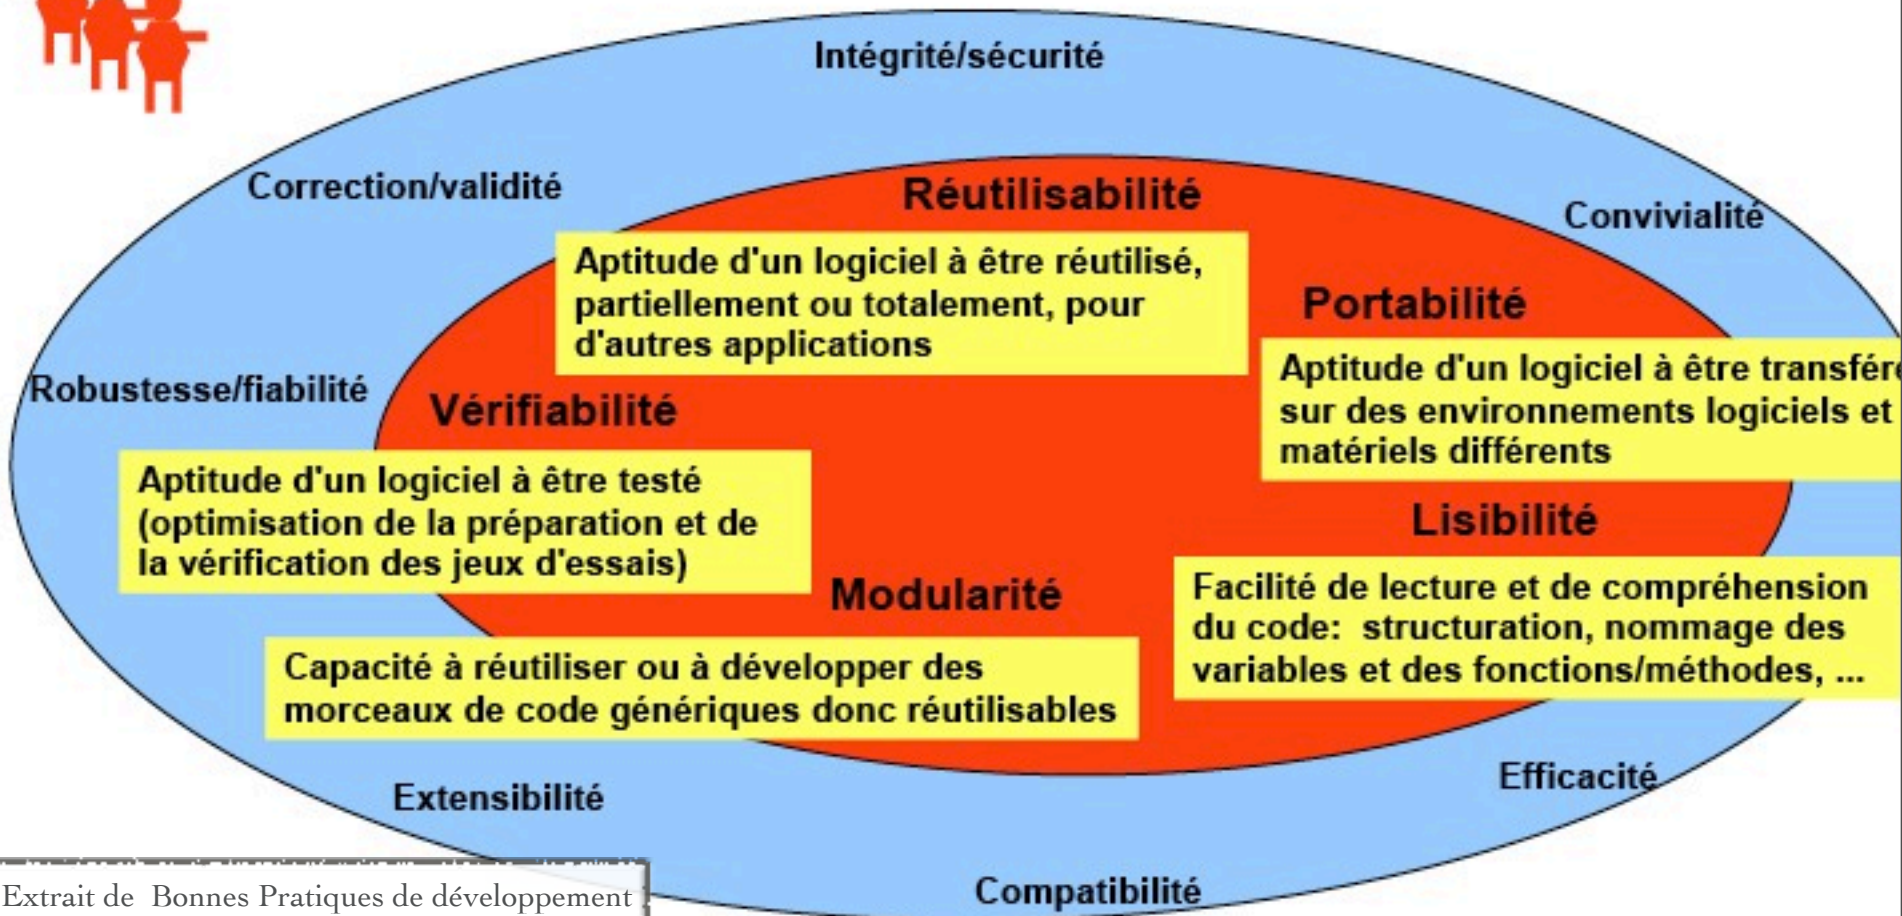 Intégrité/sécurité
Correction/validité
Réutilisabilité
Convivialité
Aptitude d'un logiciel à être réutilisé,
partiellement ou totalement, pour
d'autres applications
Portabilité
Aptitude d'un logiciel à être transféré
sur des environnements logiciels et
matériels différents
Robustesse/fiabilité
Vérifiabilité
Aptitude d'un logiciel à être testé
(optimisation de la préparation et de
la vérification des jeux d'essais)
Lisibilité
Facilité de lecture et de compréhension
du code: structuration, nommage des
variables et des fonctions/méthodes, ...
Modularité
Capacité à réutiliser ou à développer des
morceaux de code génériques donc réutilisables
Extensibilité
Efficacité
Compatibilité
Extrait de Bonnes Pratiques de développement